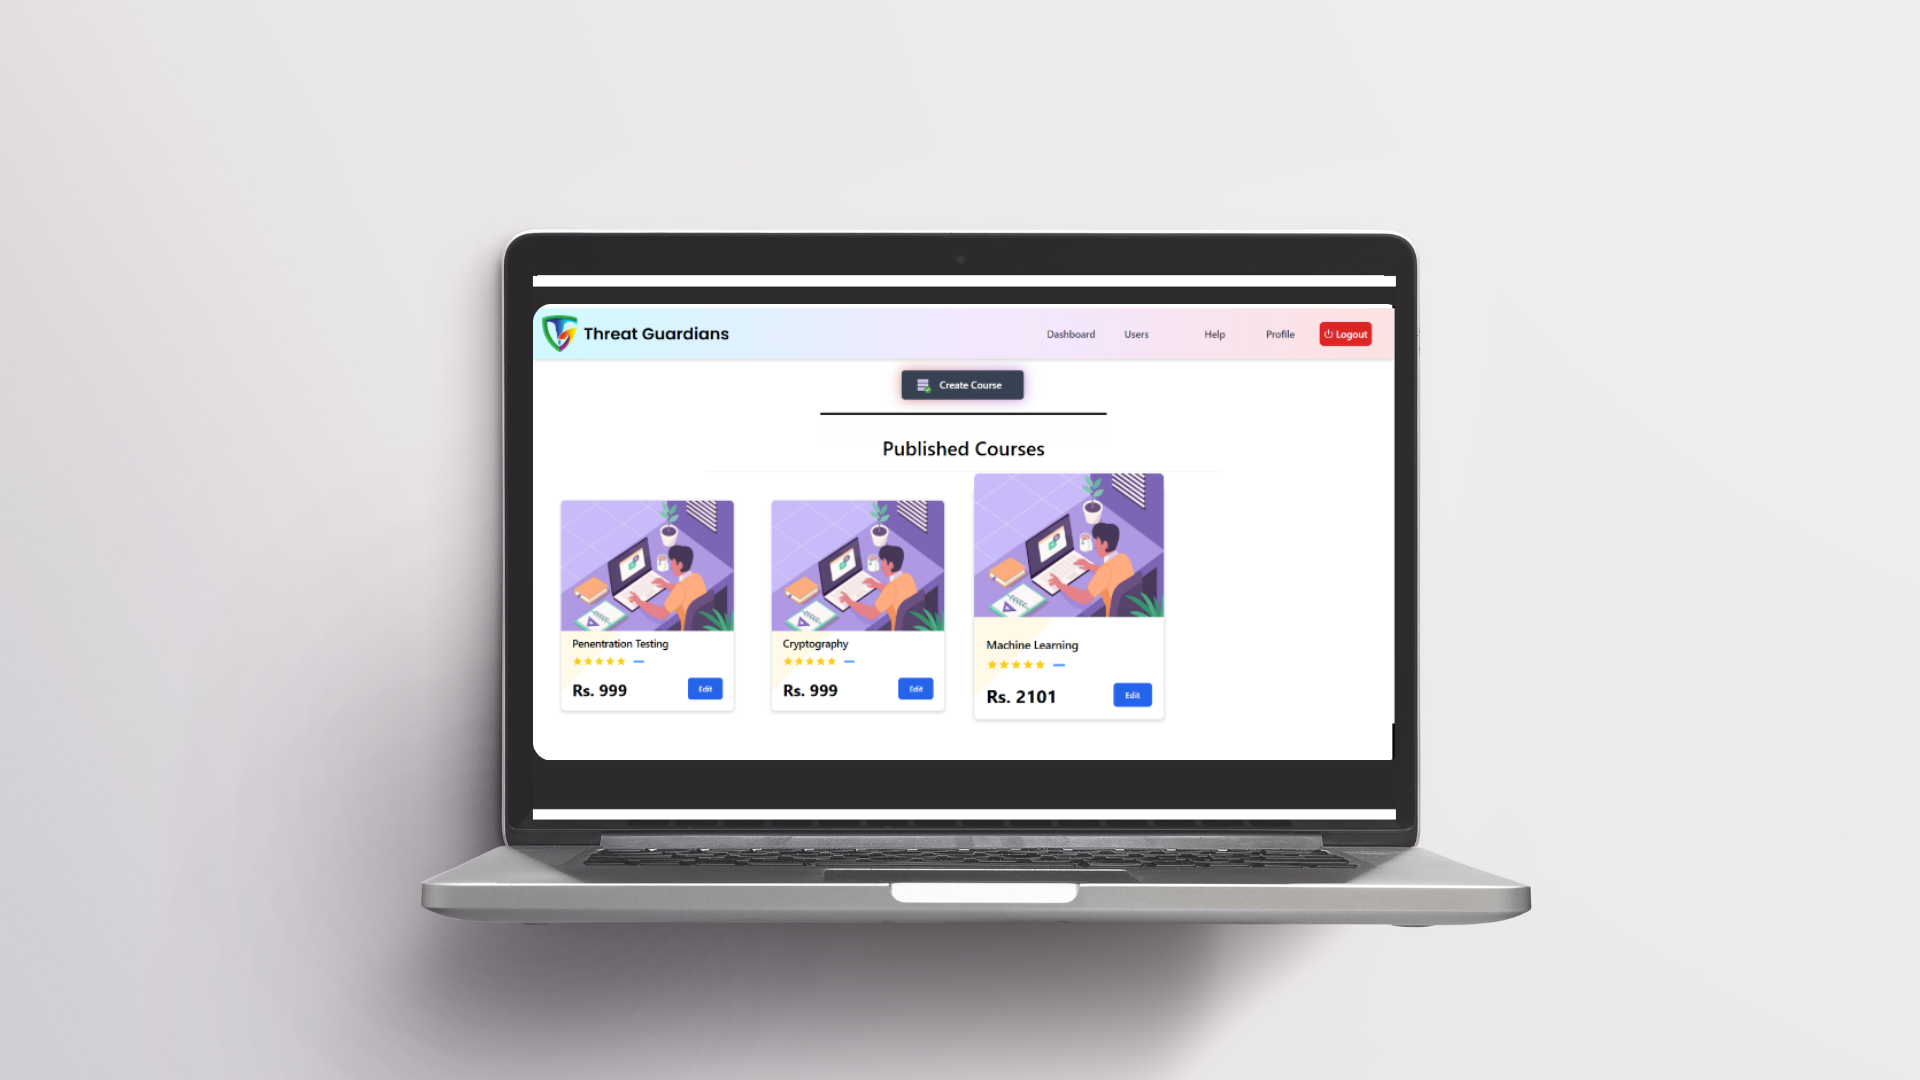 Threat Guardians
Dashboard Users Help Profile Logout
Create Course
Published Courses
Penentration Testing
Rs. 999
Edit
Cryptography
Rs. 999
Edit
Machine Learning
Rs. 2101
Edit